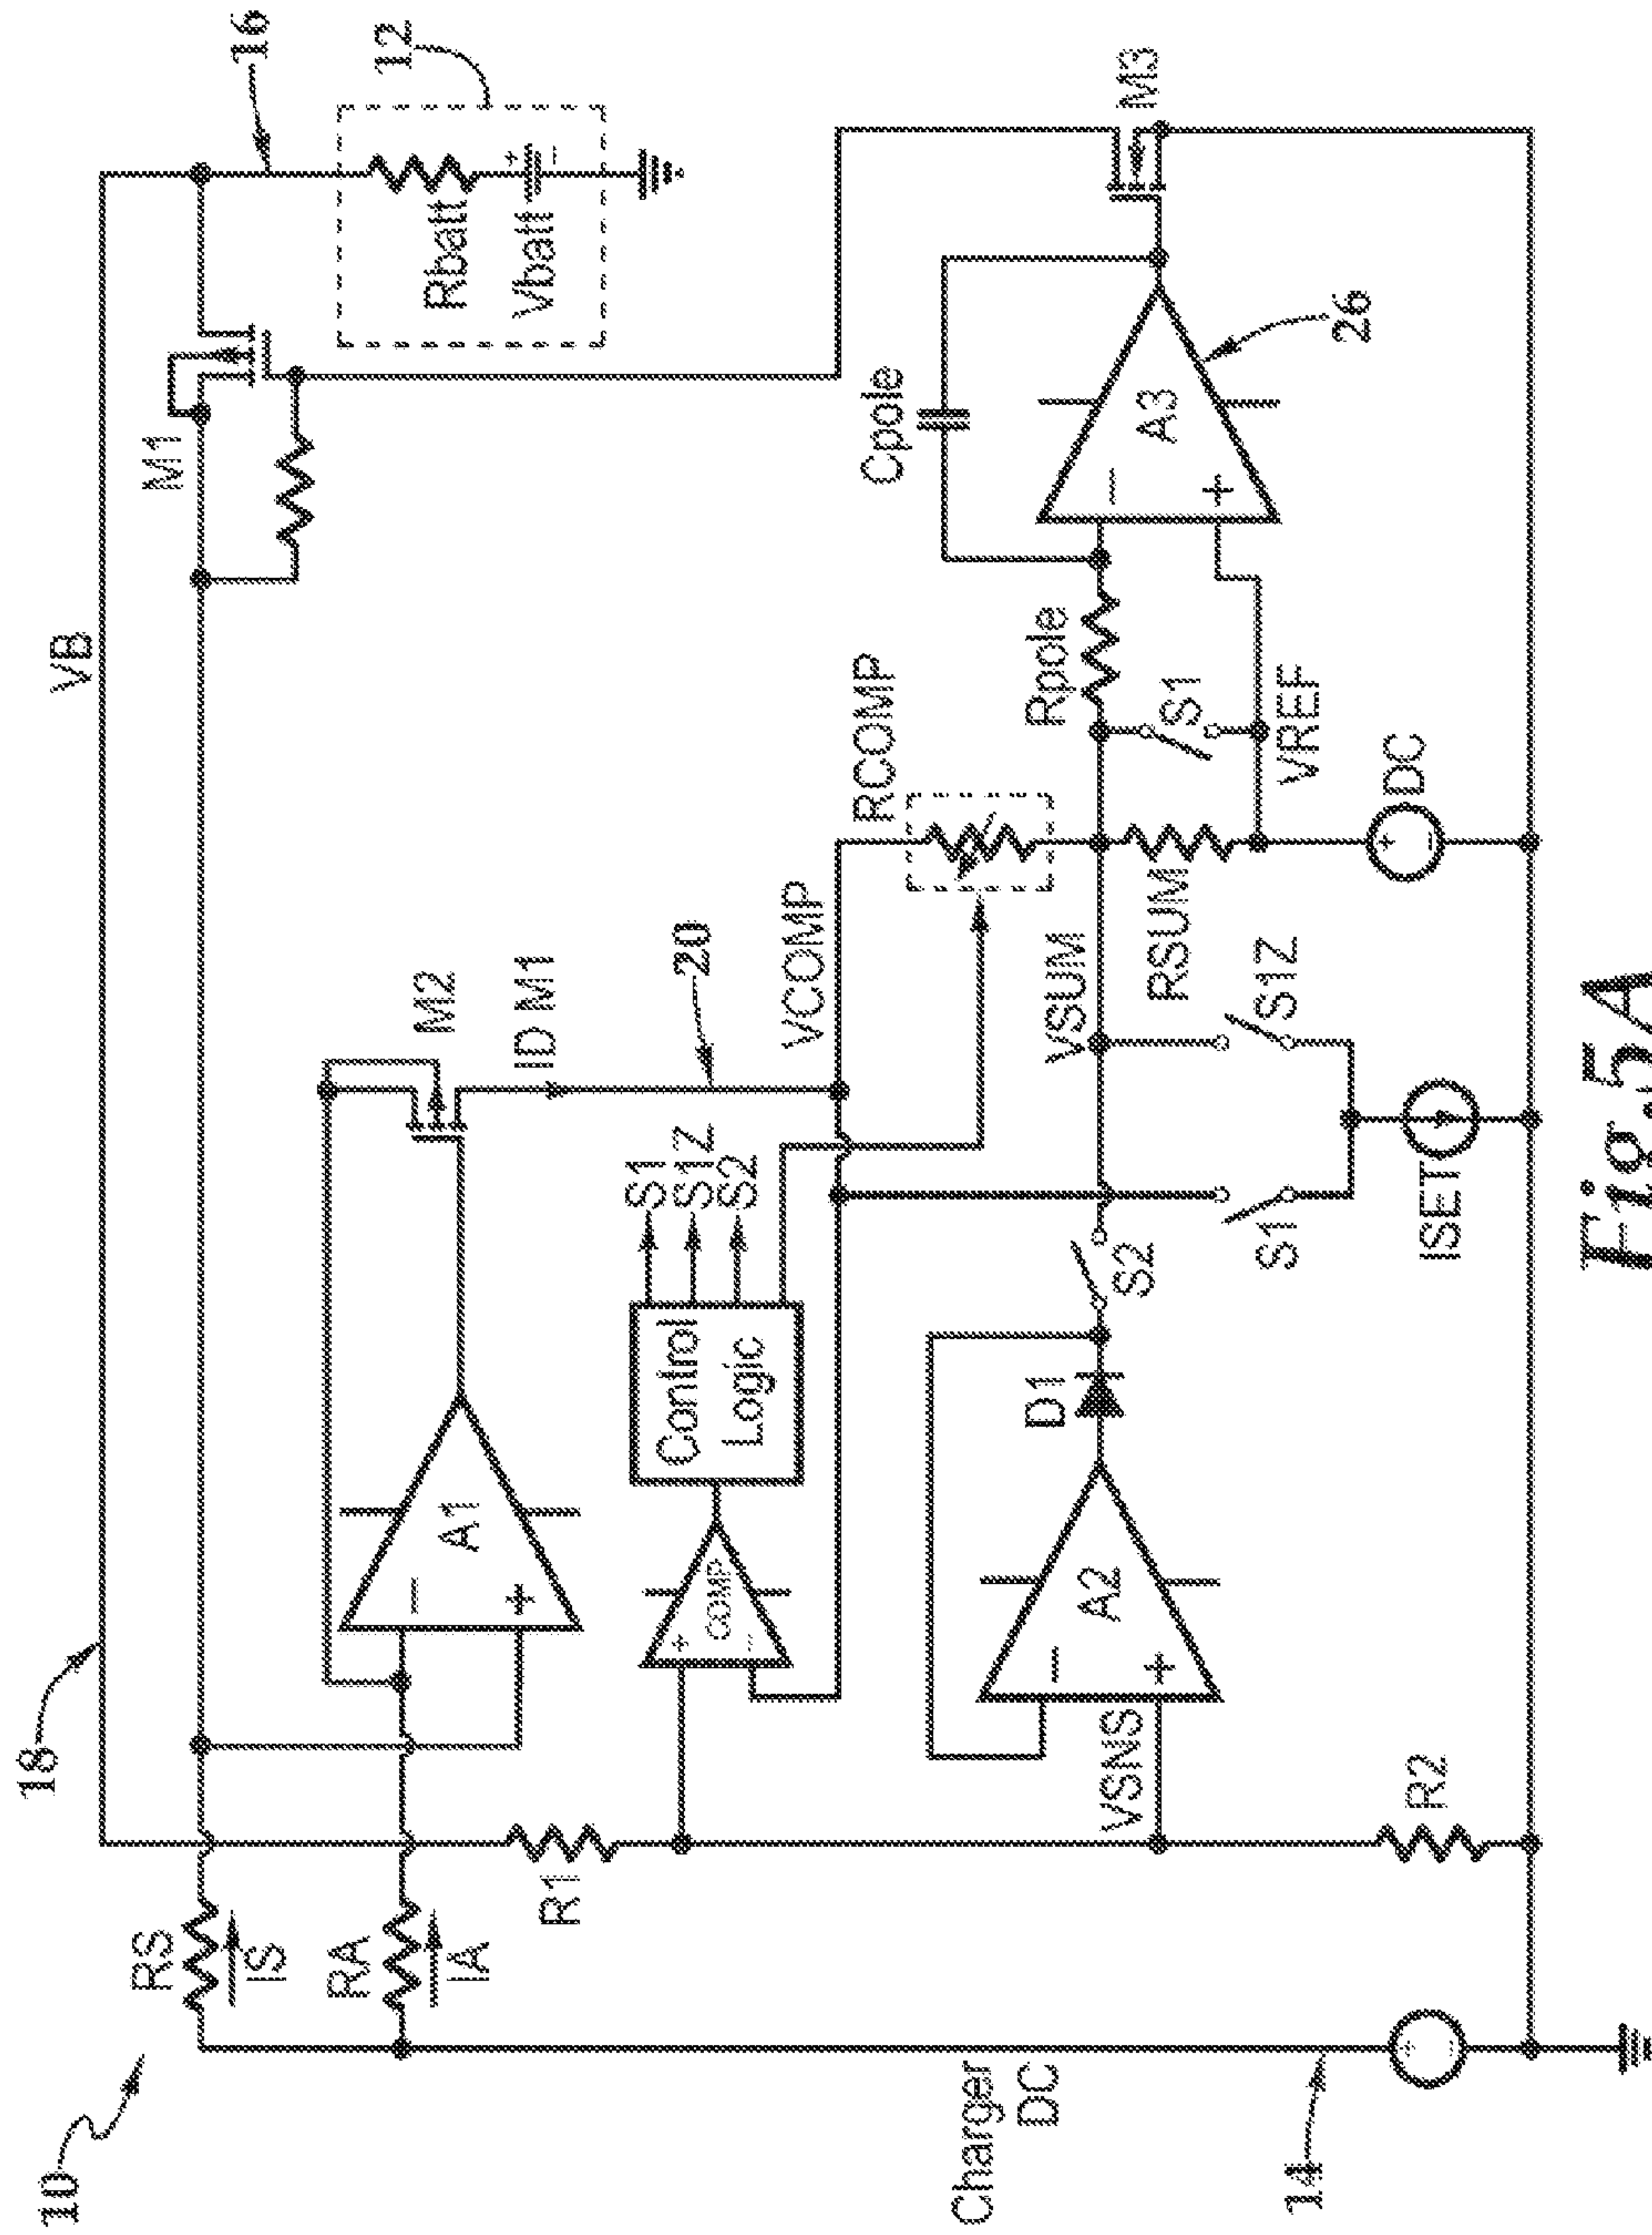 10
18
VB
16
RS
IS
M1
12
Rbatt
Vbatt
+
-
RA
IA
-
A1
+
M2
ID M1
20
R1
+
COMP
-
Control
Logic
S1
S1Z
S2
VCOMP
RCOMP
Cpole
Charger
DC
VSNS
-
A2
+
D1
S2
VSUM
RSUM
Rpole
S1
VREF
-
A3
+
26
M3
14
+
-
R2
S1
S1Z
ISET
+
-
DC
Fig.5A